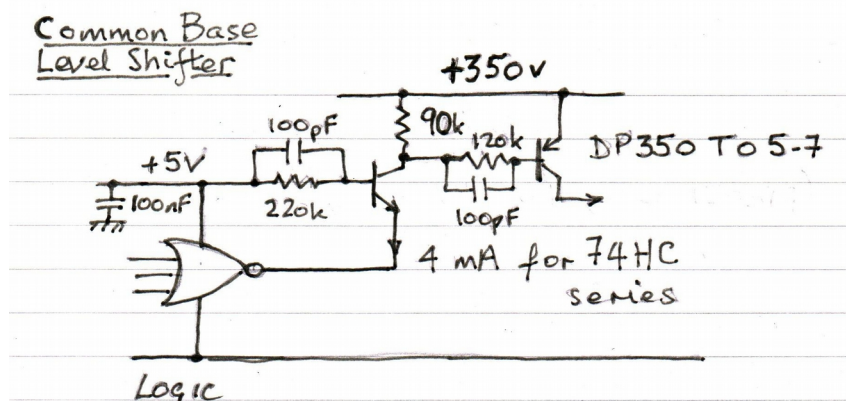 Common Base
Level Shifter
+350v
100pF
90k
120k
DP350 TO 5-7
+5V
100nF
220k
100pF
4 mA for 74HC
series
LOGIC